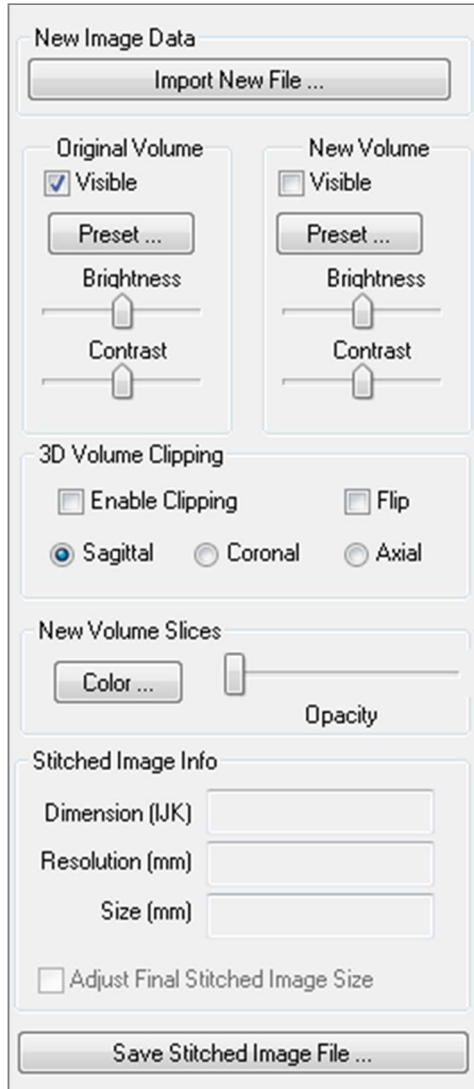 New Image Data
Import New File ...
Original Volume
Visible
Preset ...
Brightness
Contrast
New Volume
Visible
Preset ...
Brightness
Contrast
3D Volume Clipping
Enable Clipping Flip
Sagittal Coronal Axial
New Volume Slices
Color ...
Opacity
Stitched Image Info
Dimension (IJK)
Resolution (mm)
Size (mm)
Adjust Final Stitched Image Size
Save Stitched Image File ...